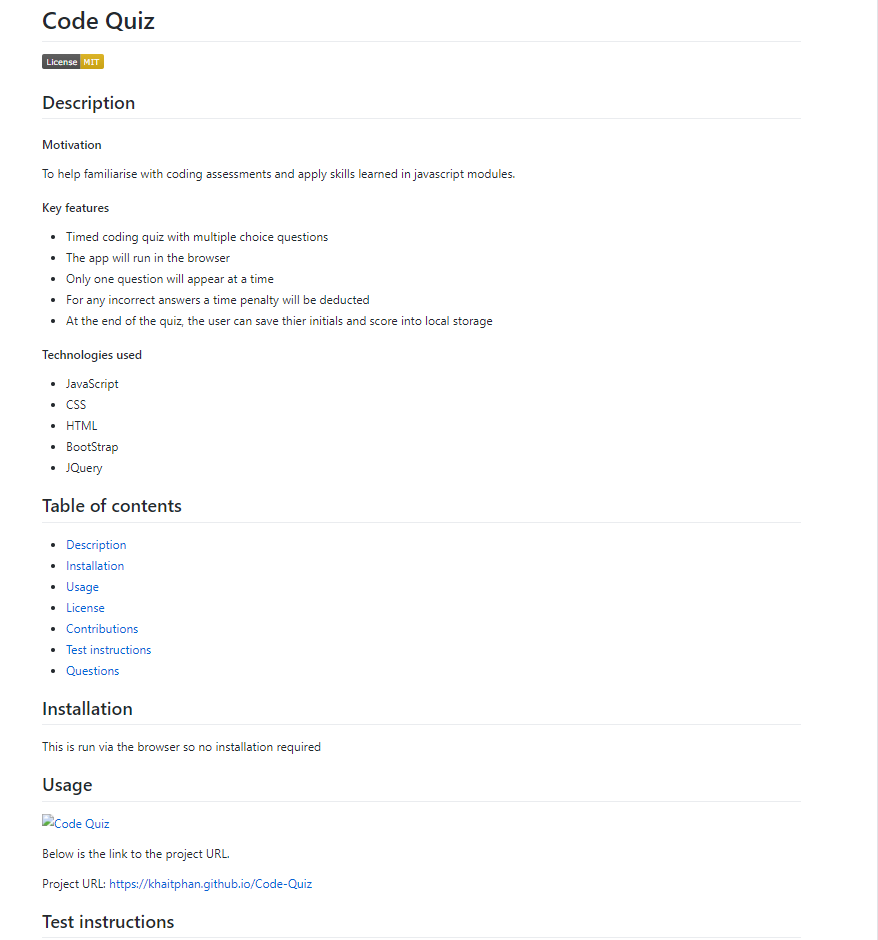 Code Quiz
License MIT
Description
Motivation
To help familiarise with coding assessments and apply skills learned in javascript modules.
Key features
Timed coding quiz with multiple choice questions
The app will run in the browser
Only one question will appear at a time
For any incorrect answers a time penalty will be deducted
At the end of the quiz, the user can save thier initials and score into local storage
Technologies used
JavaScript
CSS
HTML
BootStrap
JQuery
Table of contents
Description
Installation
Usage
License
Contributions
Test instructions
Questions
Installation
This is run via the browser so no installation required
Usage
Code Quiz
Below is the link to the project URL.
Project URL: https://khaitphan.github.io/Code-Quiz
Test instructions